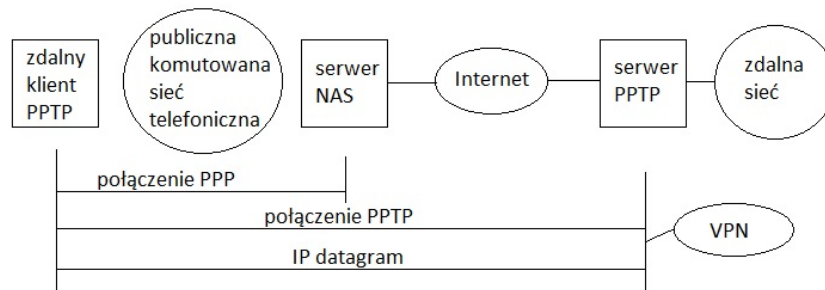 zdalny
klient
PPTP
publiczna
komutowana
sieć
telefoniczna
serwer
NAS
Internet
serwer
PPTP
zdalna
sieć
połączenie PPP
połączenie PPTP
IP datagram
VPN